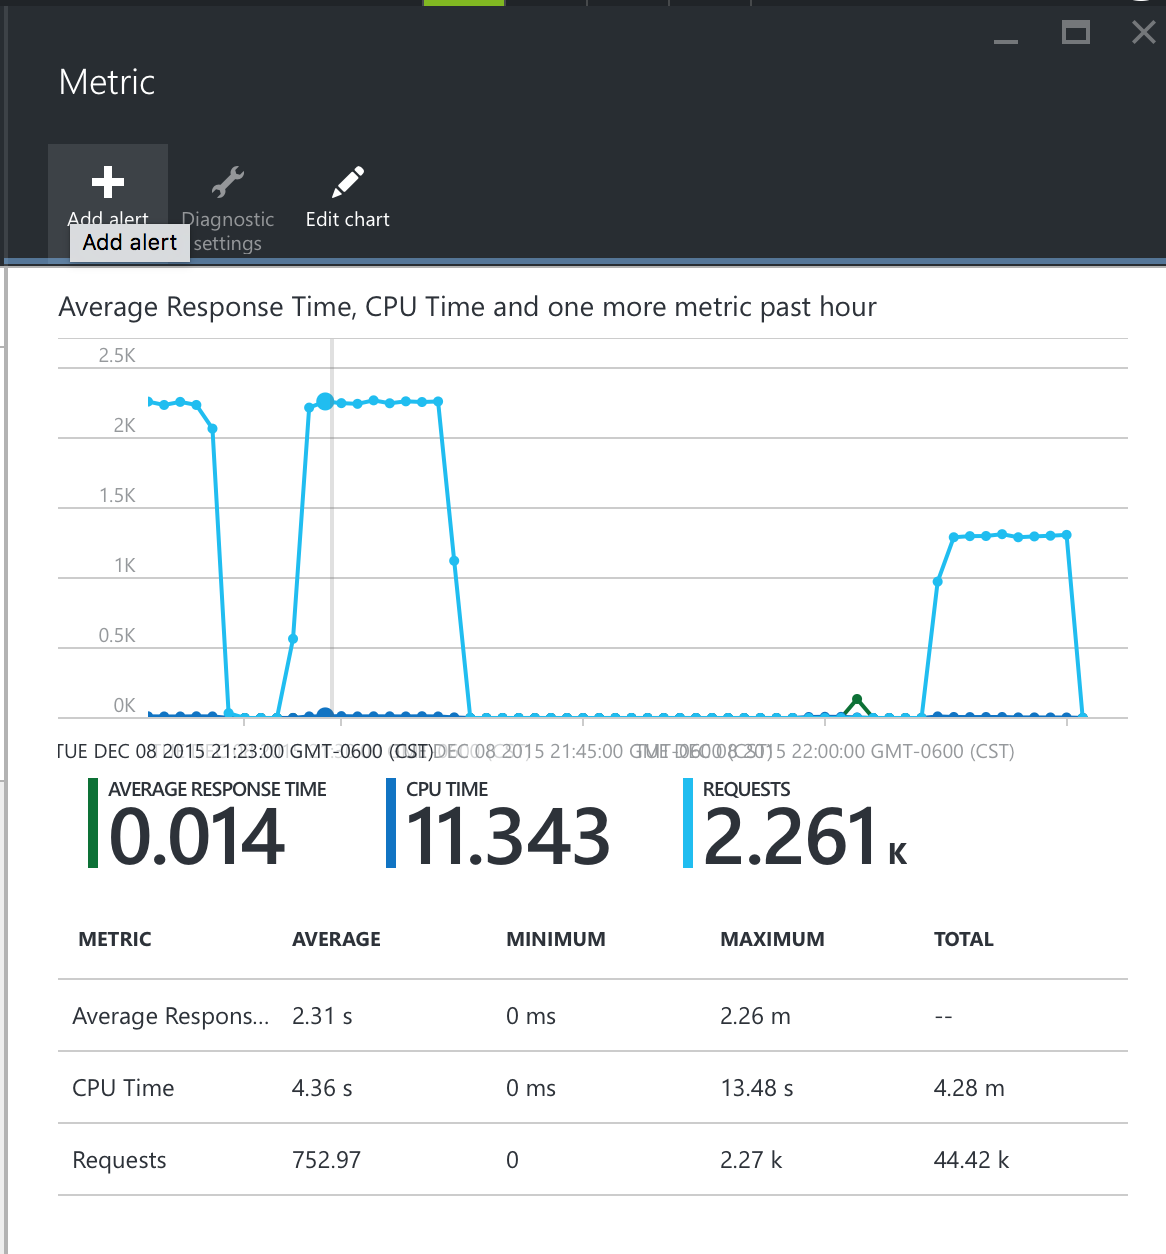 Metric
Add alert
Diagnostic settings
Edit chart
Add alert
Average Response Time, CPU Time and one more metric past hour
2.5K
2K
1.5K
1K
0.5K
0K
TUE DEC 08 2015 21:23:00 GMT-0600 (CST) TUE DEC 08 2015 21:45:00 GMT-0600 (CST) TUE DEC 08 2015 22:00:00 GMT-0600 (CST)
AVERAGE RESPONSE TIME CPU TIME REQUESTS
0.014 11.343 2.261 K
METRIC AVERAGE MINIMUM MAXIMUM TOTAL
Average Respons... 2.31 s 0 ms 2.26 m --
CPU Time 4.36 s 0 ms 13.48 s 4.28 m
Requests 752.97 0 2.27 k 44.42 k